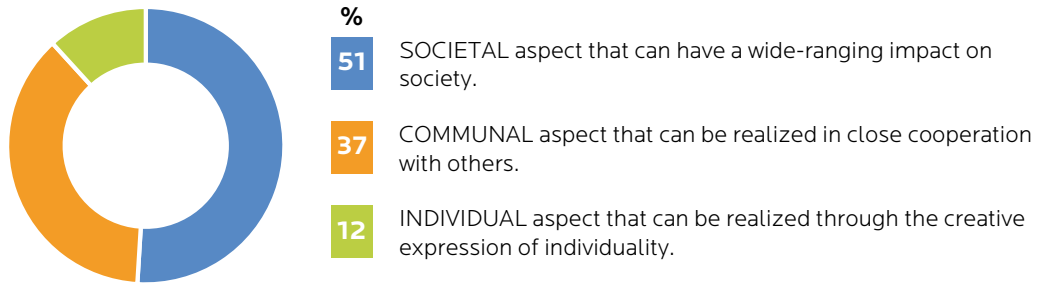 %
51
SOCIETAL aspect that can have a wide-ranging impact on
society.
37
COMMUNAL aspect that can be realized in close cooperation
with others.
12
INDIVIDUAL aspect that can be realized through the creative
expression of individuality.